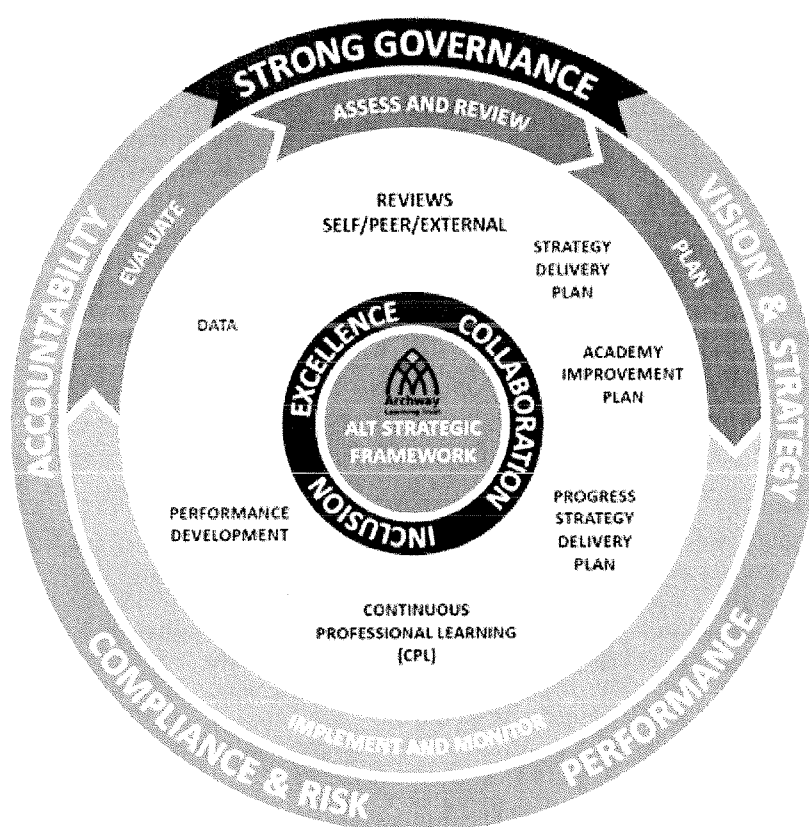 STRONG GOVERNANCE
ASSESS AND REVIEW
EVALUATE
PLAN
ACCOUNTABILITY
VISION & STRATEGY
REVIEWS
SELF/PEER/EXTERNAL
STRATEGY
DELIVERY
PLAN
DATA
EXCELLENCE
COLLABORATION
INCLUSION
Archway
Learning Trust
ALT STRATEGIC
FRAMEWORK
ACADEMY
IMPROVEMENT
PLAN
PERFORMANCE
DEVELOPMENT
PROGRESS
STRATEGY
DELIVERY
PLAN
CONTINUOUS
PROFESSIONAL LEARNING
(CPL)
IMPLEMENT AND MONITOR
COMPLIANCE & RISK
PERFORMANCE